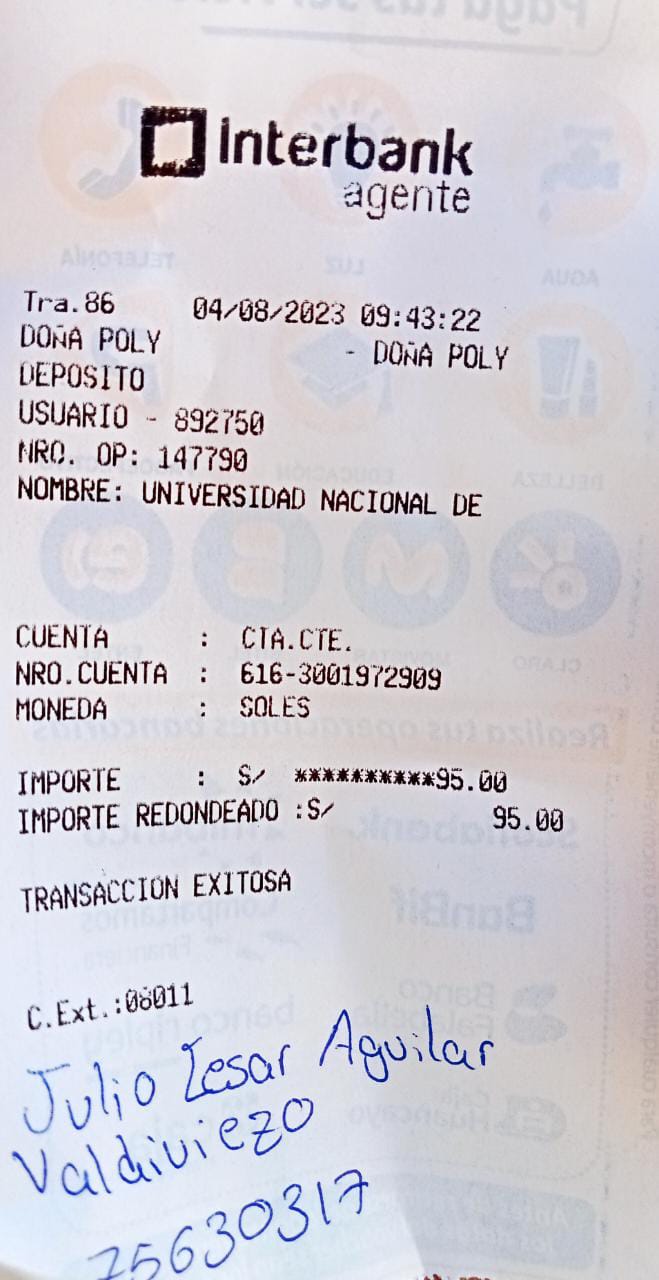 Interbank
agente
Tra.86 04/08/2023 09:43:22
DOÑA POLY - DOÑA POLY
DEPOSITO
USUARIO - 892750
NRO. OP: 147790
NOMBRE: UNIVERSIDAD NACIONAL DE
CUENTA : CTA.CTE.
NRO.CUENTA : 616-3001972909
MONEDA : SOLES
IMPORTE : S/ **********95.00
IMPORTE REDONDEADO :S/ 95.00
TRANSACCION EXITOSA
C.Ext.:08011
Julio Cesar Aguilar
Valdiviezo
75630317